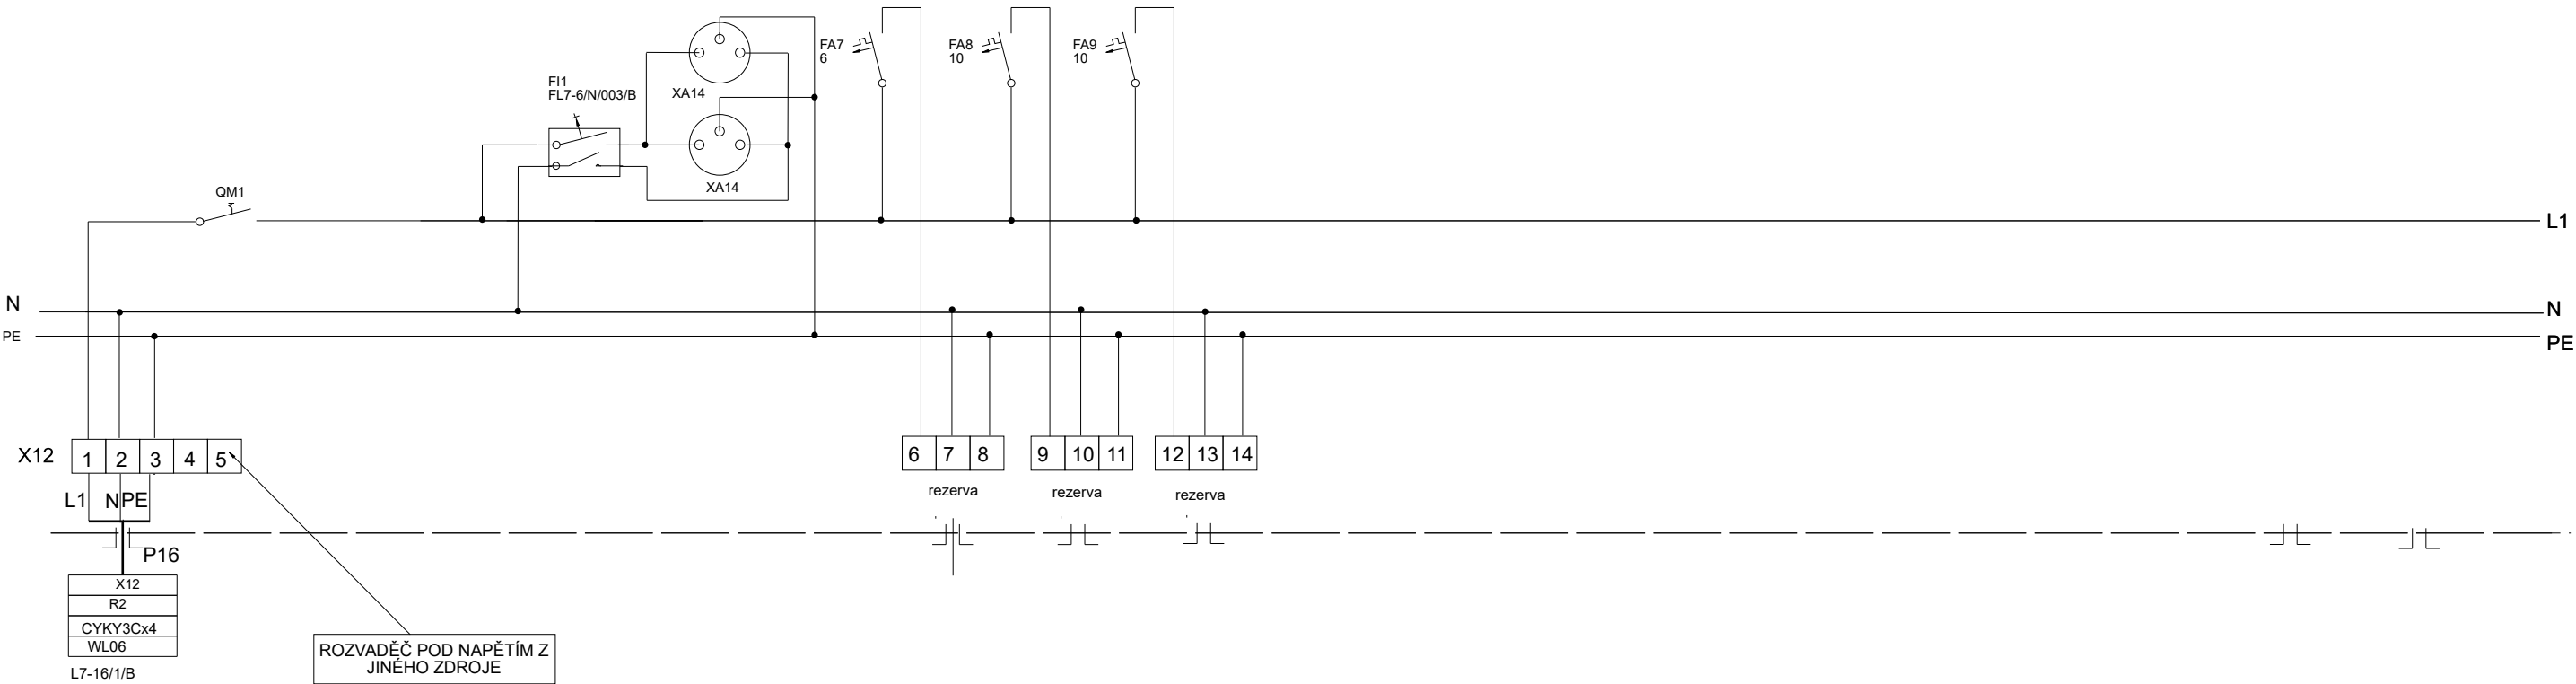 FA7
6
FA8
10
FA9
10
FI1
FL7-6/N/003/B
XA14
XA14
QM1
L1
N
N
PE
PE
X12
1
2
3
4
5
6
7
8
9
10
11
12
13
14
L1
N
PE
rezerva
rezerva
rezerva
P16
X12
R2
CYKY3Cx4
WL06
L7-16/1/B
ROZVADĚČ POD NAPĚTÍM Z
JINÉHO ZDROJE